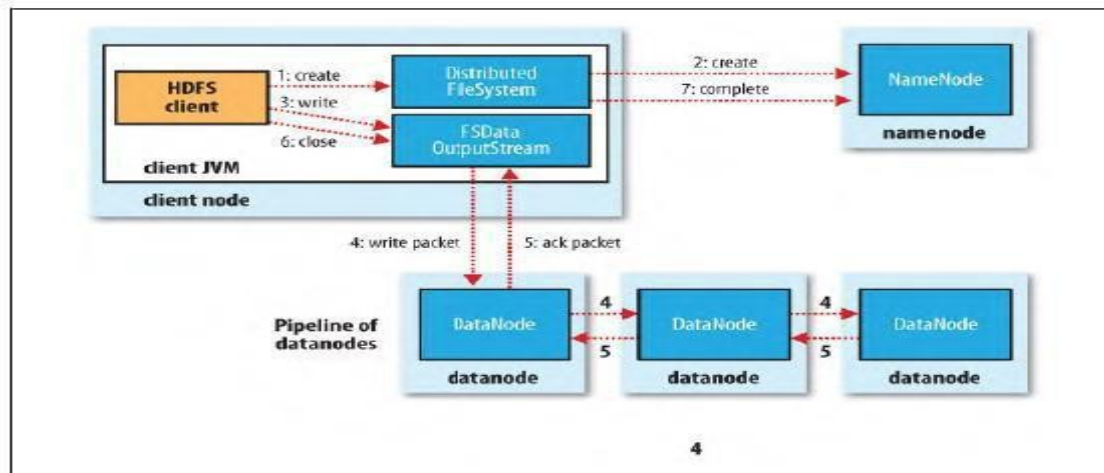 HDFS
client
1: create
3: write
6: close
Distributed
FileSystem
FSData
OutputStream
client JVM
client node
2: create
7: complete
NameNode
namenode
4: write packet
5: ack packet
Pipeline of
datanodes
DataNode
datanode
4
5
DataNode
datanode
4
5
DataNode
datanode
4